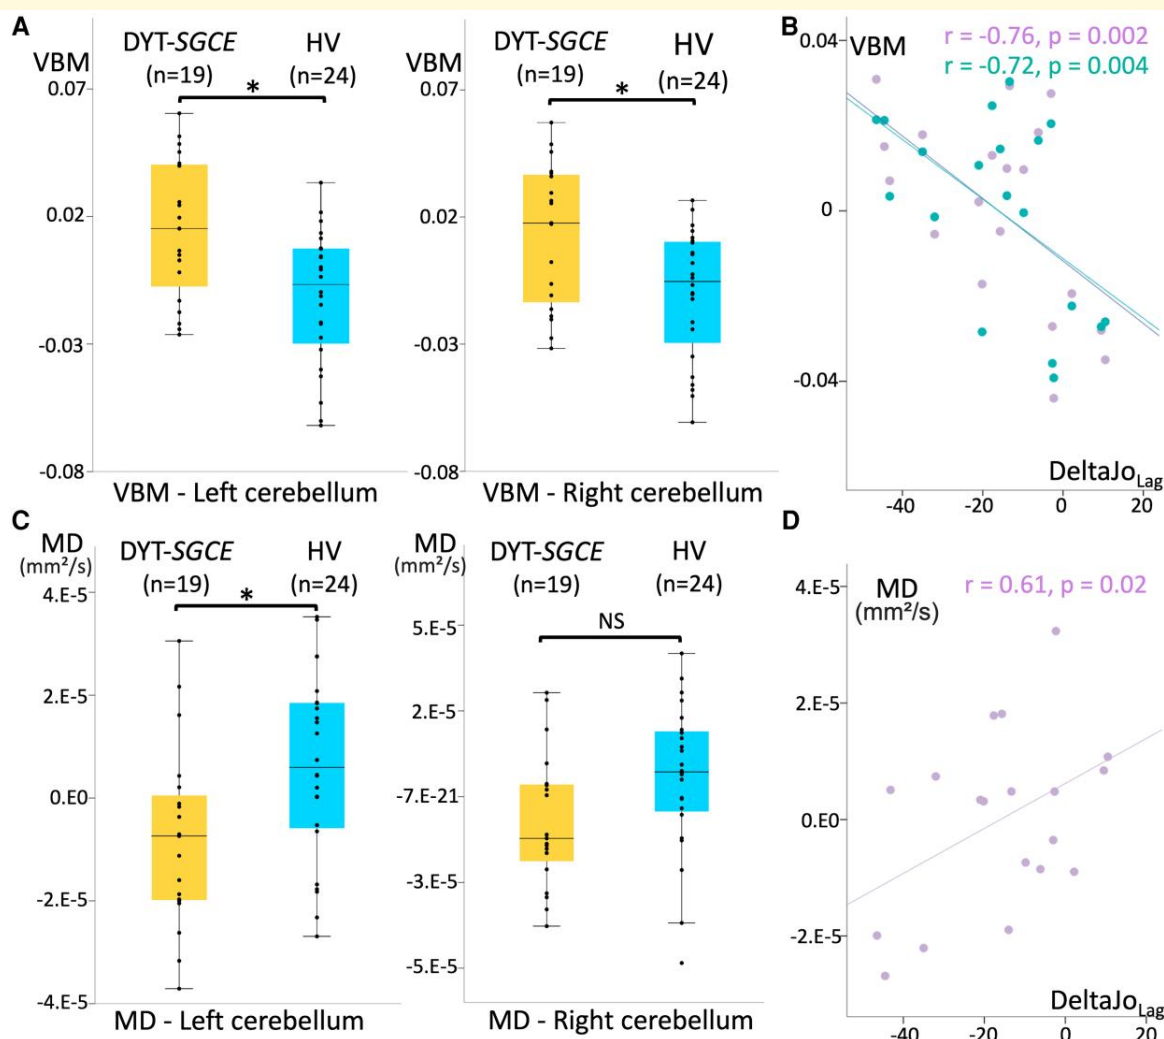 A
VBM
DYT-SGCE
(n=19)
HV
(n=24)
*
0.07
0.02
-0.03
-0.08
VBM - Left cerebellum
VBM
DYT-SGCE
(n=19)
HV
(n=24)
*
0.07
0.02
-0.03
-0.08
VBM - Right cerebellum
B
VBM
r = -0.76, p = 0.002
r = -0.72, p = 0.004
0.04
0
-0.04
DeltaJoLag
-40 -20 0 20
C
MD
(mm²/s)
DYT-SGCE
(n=19)
HV
(n=24)
*
4.E-5
2.E-5
0.E0
-2.E-5
-4.E-5
MD - Left cerebellum
MD
(mm²/s)
DYT-SGCE
(n=19)
HV
(n=24)
NS
5.E-5
2.E-5
-7.E-21
-3.E-5
-5.E-5
MD - Right cerebellum
D
MD
(mm²/s)
r = 0.61, p = 0.02
4.E-5
2.E-5
0.E0
-2.E-5
DeltaJoLag
-40 -20 0 20